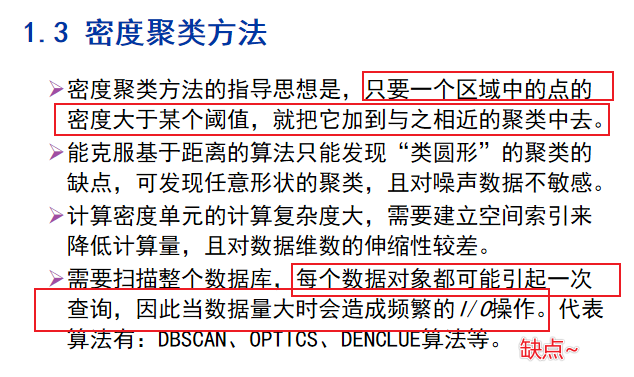 1.3 密度聚类方法
➢密度聚类方法的指导思想是，只要一个区域中的点的
密度大于某个阈值，就把它加到与之相近的聚类中去。
➢能克服基于距离的算法只能发现“类圆形”的聚类的
缺点，可发现任意形状的聚类，且对噪声数据不敏感。
➢计算密度单元的计算复杂度大，需要建立空间索引来
降低计算量，且对数据维数的伸缩性较差。
➢需要扫描整个数据库，每个数据对象都可能引起一次
查询，因此当数据量大时会造成频繁的I/O操作。代表
算法有：DBSCAN、OPTICS、DENCLUE算法等。
缺点~